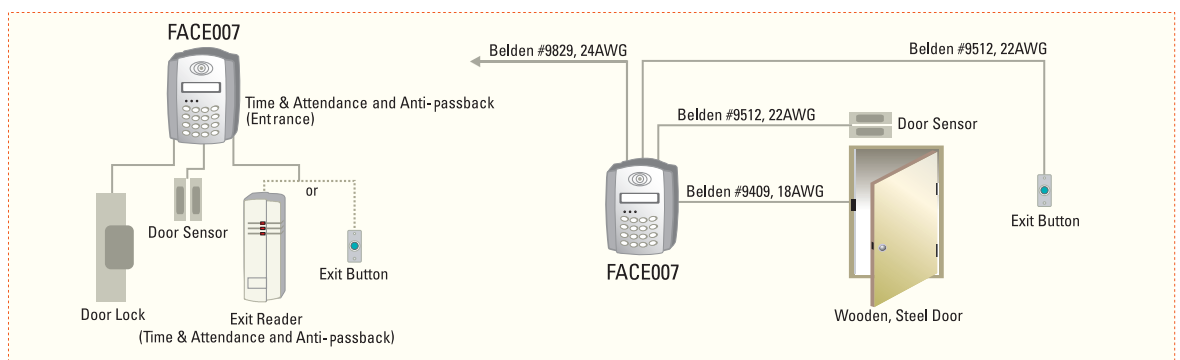 FACE007
Time & Attendance and Anti-passback
(Entrance)
or
Door Sensor
Exit Button
Door Lock
Exit Reader
(Time & Attendance and Anti-passback)
Belden #9829, 24AWG
Belden #9512, 22AWG
Belden #9512, 22AWG
Door Sensor
Belden #9409, 18AWG
Exit Button
FACE007
Wooden, Steel Door